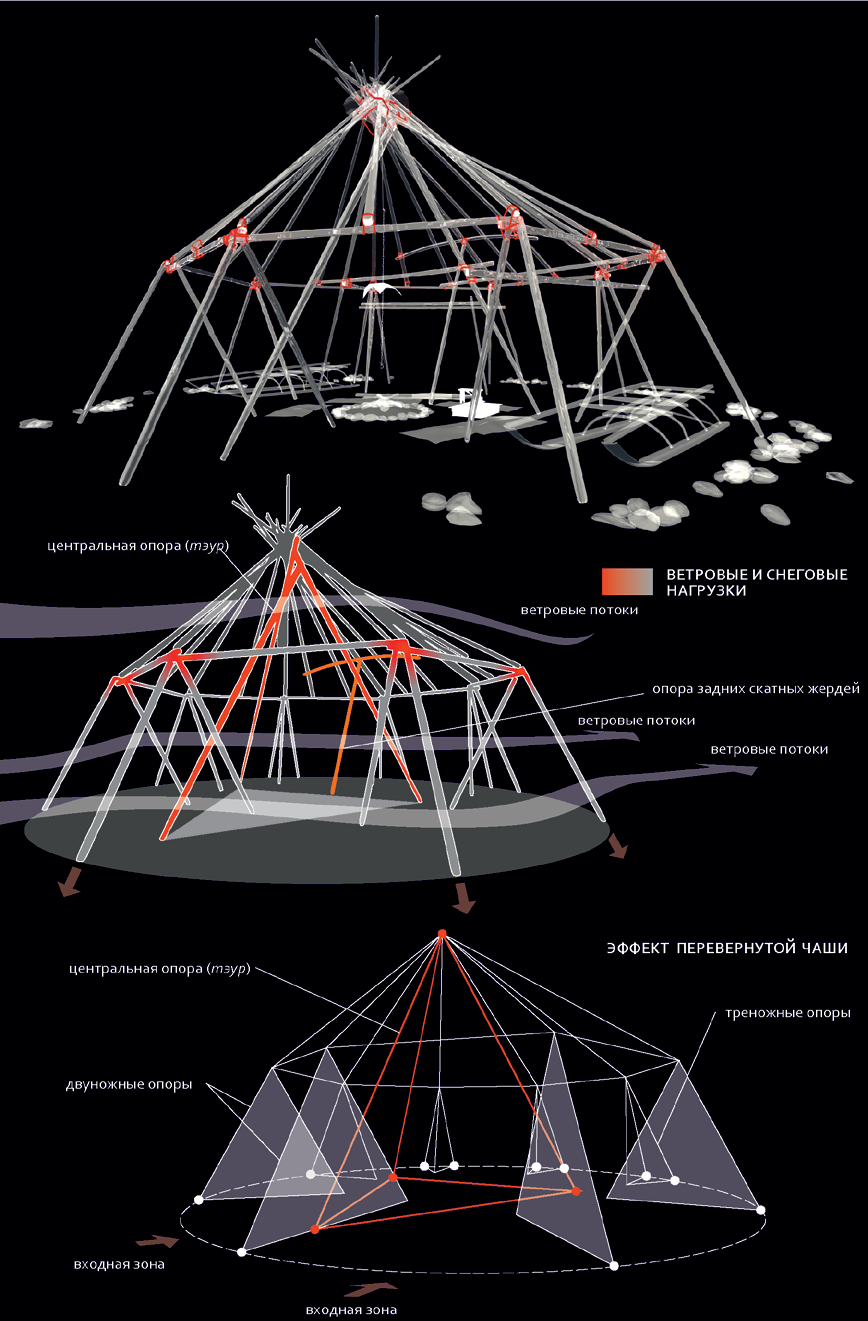 центральная опора (тэур)
ВЕТРОВЫЕ И СНЕГОВЫЕ
НАГРУЗКИ
ветровые потоки
опора задних скатных жердей
ветровые потоки
ветровые потоки
ЭФФЕКТ ПЕРЕВЕРНУТОЙ ЧАШИ
центральная опора (тэур)
треножные опоры
двуножные опоры
входная зона
входная зона